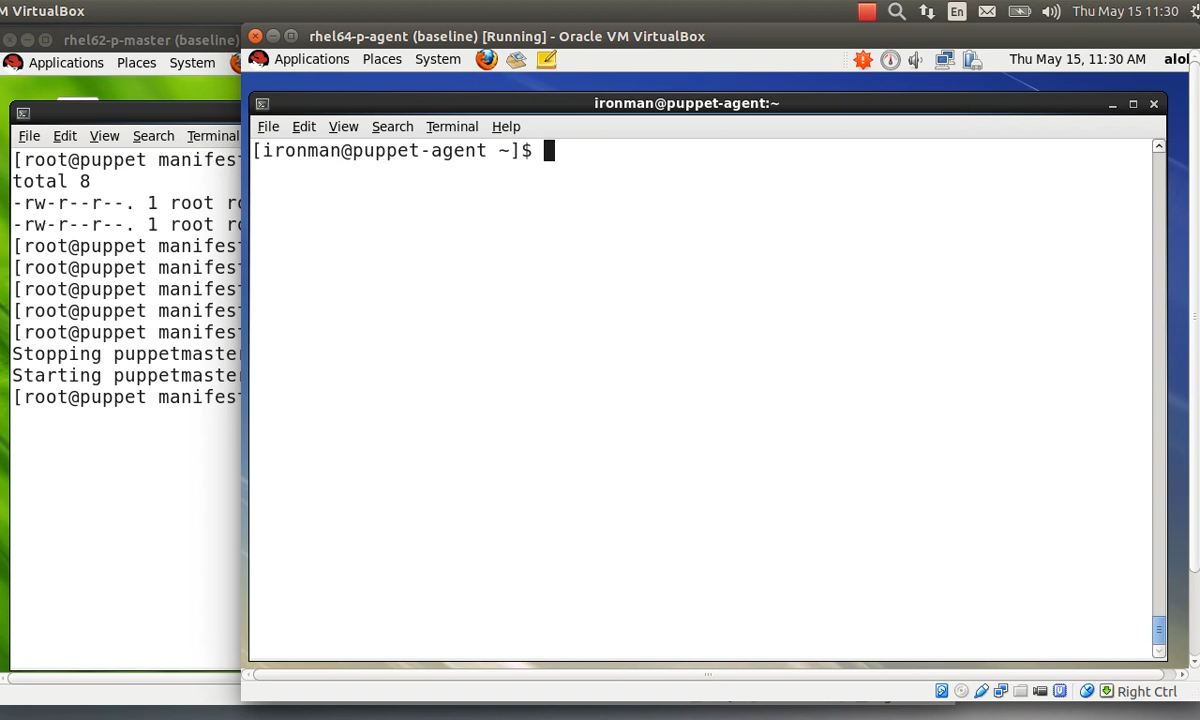 M VirtualBox
En
Thu May 15 11:30
rhel62-p-master (baseline)
Applications Places System
File Edit View Search Terminal
[root@puppet manifest
total 8
-rw-r--r--. 1 root ro
-rw-r--r--. 1 root ro
[root@puppet manifest
[root@puppet manifest
[root@puppet manifest
[root@puppet manifest
[root@puppet manifest
Stopping puppetmaster
Starting puppetmaster
[root@puppet manifest
rhel64-p-agent (baseline) [Running] - Oracle VM VirtualBox
Applications Places System
Thu May 15, 11:30 AM
alo
ironman@puppet-agent:~
File Edit View Search Terminal Help
[ironman@puppet-agent ~]$
Right Ctrl